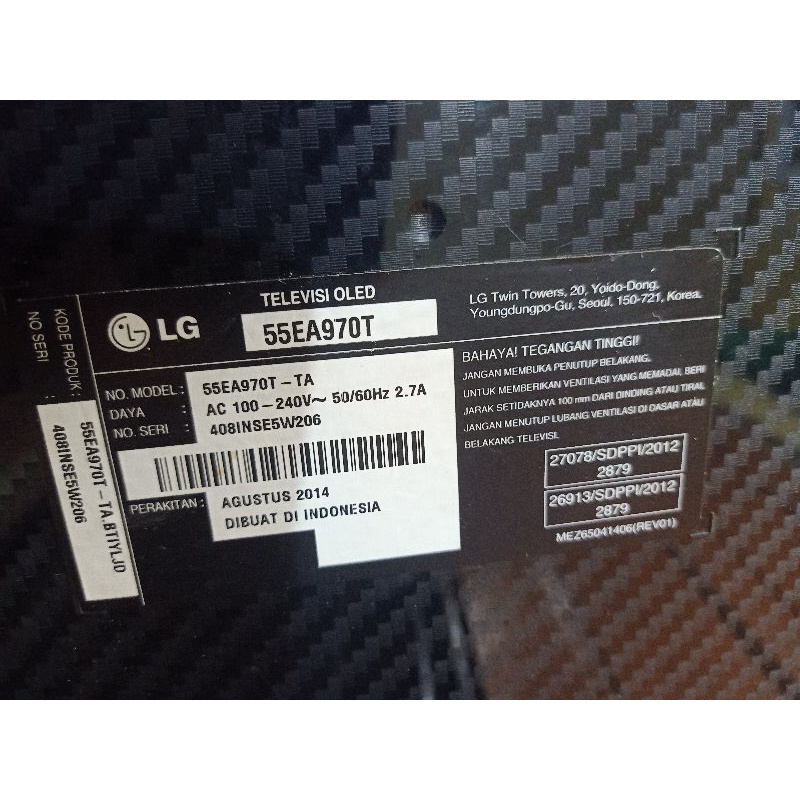 TELEVISI OLED
LG
55EA970T
LG Twin Towers, 20, Yoido-Dong,
Youngdungpo-Gu, Seoul, 150-721, Korea.
KODE PRODUK :
NO SERI :
55EA970T - TA.BTIYLJD
408INSE5W206
NO. MODEL : 55EA970T - TA
DAYA : AC 100 - 240V~ 50/60Hz 2.7A
NO. SERI : 408INSE5W206
PERAKITAN : AGUSTUS 2014
DIBUAT DI INDONESIA
BAHAYA! TEGANGAN TINGGI!
JANGAN MEMBUKA PENUTUP BELAKANG.
UNTUK MEMBERIKAN VENTILASI YANG MEMADAI, BERI
JARAK SETIDAKNYA 100 mm DARI DINDING ATAU TIRAI.
JANGAN MENUTUP LUBANG VENTILASI DI DASAR ATAU
BELAKANG TELEVISI.
27078/SDPPI/2012
2879
26913/SDPPI/2012
2879
MEZ65041406(REV01)